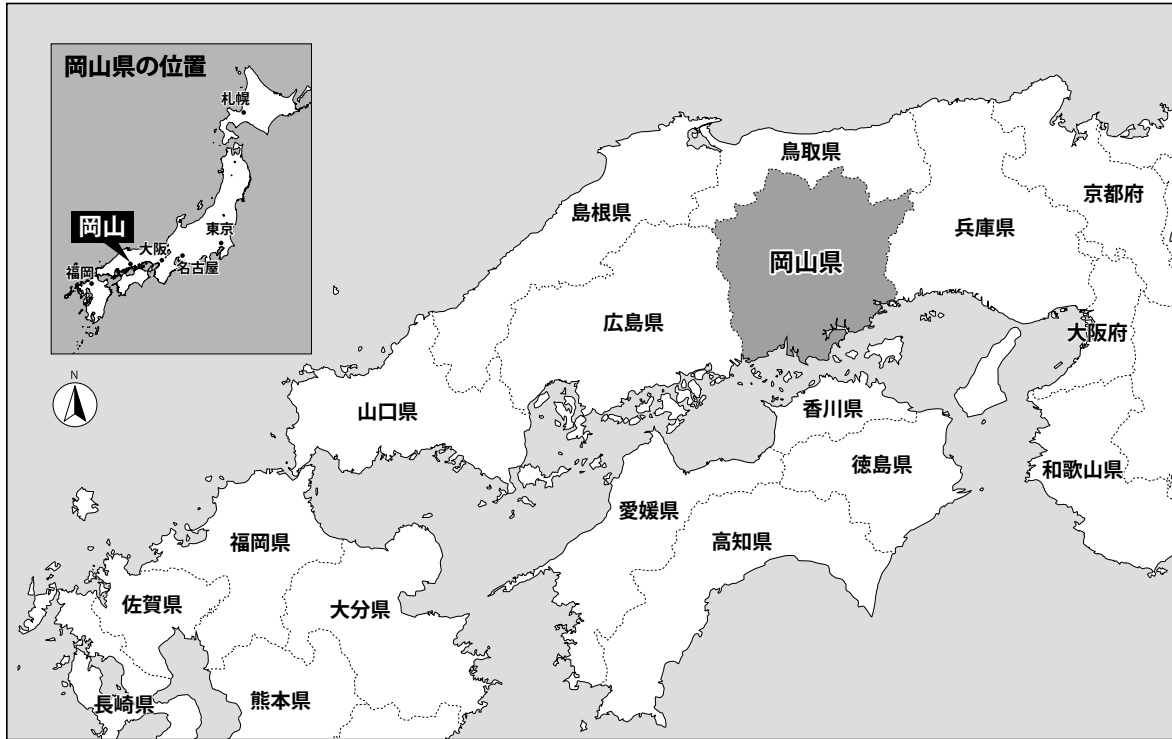 岡山県の位置
札幌
東京
岡山
大阪
名古屋
福岡
N
鳥取県
島根県
京都府
兵庫県
岡山県
広島県
大阪府
山口県
香川県
徳島県
和歌山県
愛媛県
高知県
福岡県
佐賀県
大分県
長崎県
熊本県